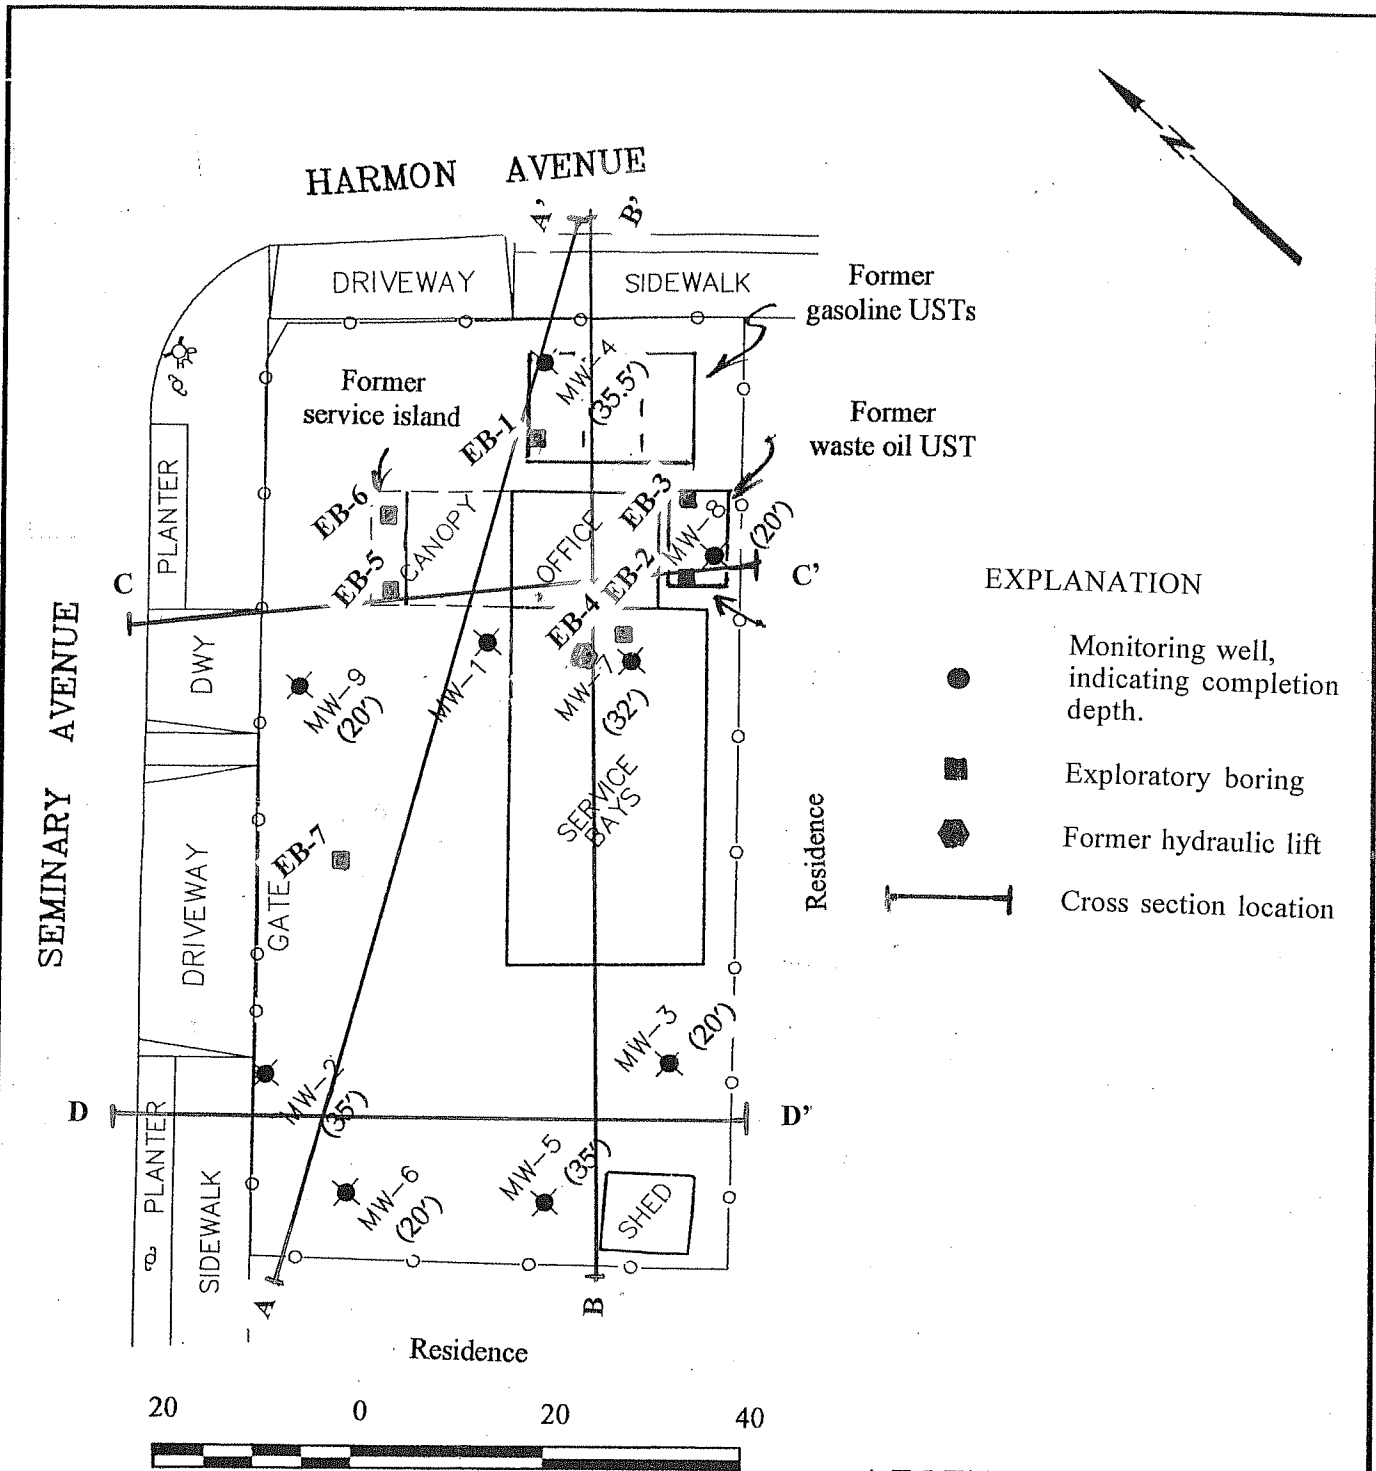 HARMON AVENUE
A'
B'
DRIVEWAY
SIDEWALK
Former
gasoline USTs
N
MW-4
(35.5')
Former
service island
EB-1
Former
waste oil UST
PLANTER
EB-6
CANOPY
OFFICE
EB-3
MW-8
(20')
EB-5
EB-2
C
C'
EB-4
DWY
MW-9
(20')
MW-1
MW-7
(32')
SEMINARY AVENUE
SERVICE
BAYS
Residence
EB-7
GATE
DRIVEWAY
MW-3
(20')
MW-2
(35')
D
D'
PLANTER
SIDEWALK
MW-6
(20')
MW-5
(35')
SHED
A
B
Residence
EXPLANATION
Monitoring well,
indicating completion
depth.
Exploratory boring
Former hydraulic lift
Cross section location
20 0 20 40